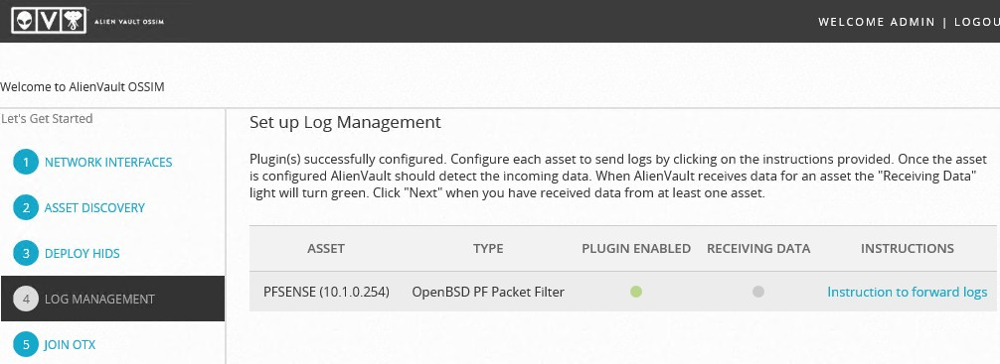 ALIEN VAULT OSSIM
WELCOME ADMIN | LOGOU
Welcome to AlienVault OSSIM
Let's Get Started
1 NETWORK INTERFACES
2 ASSET DISCOVERY
3 DEPLOY HIDS
4 LOG MANAGEMENT
5 JOIN OTX
Set up Log Management
Plugin(s) successfully configured. Configure each asset to send logs by clicking on the instructions provided. Once the asset
is configured AlienVault should detect the incoming data. When AlienVault receives data for an asset the "Receiving Data"
light will turn green. Click "Next" when you have received data from at least one asset.
ASSET TYPE PLUGIN ENABLED RECEIVING DATA INSTRUCTIONS
PFSENSE (10.1.0.254) OpenBSD PF Packet Filter Instruction to forward logs